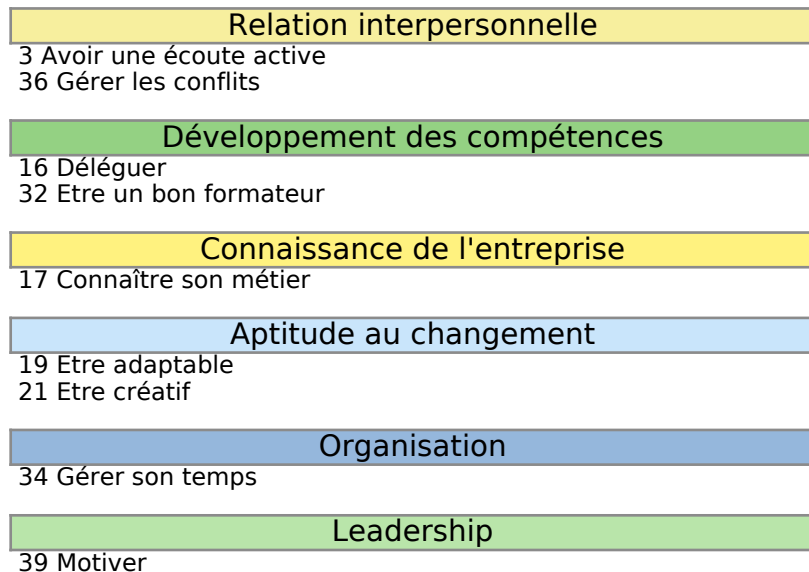 Relation interpersonnelle
3 Avoir une écoute active
36 Gérer les conflits
Développement des compétences
16 Déléguer
32 Etre un bon formateur
Connaissance de l'entreprise
17 Connaître son métier
Aptitude au changement
19 Etre adaptable
21 Etre créatif
Organisation
34 Gérer son temps
Leadership
39 Motiver